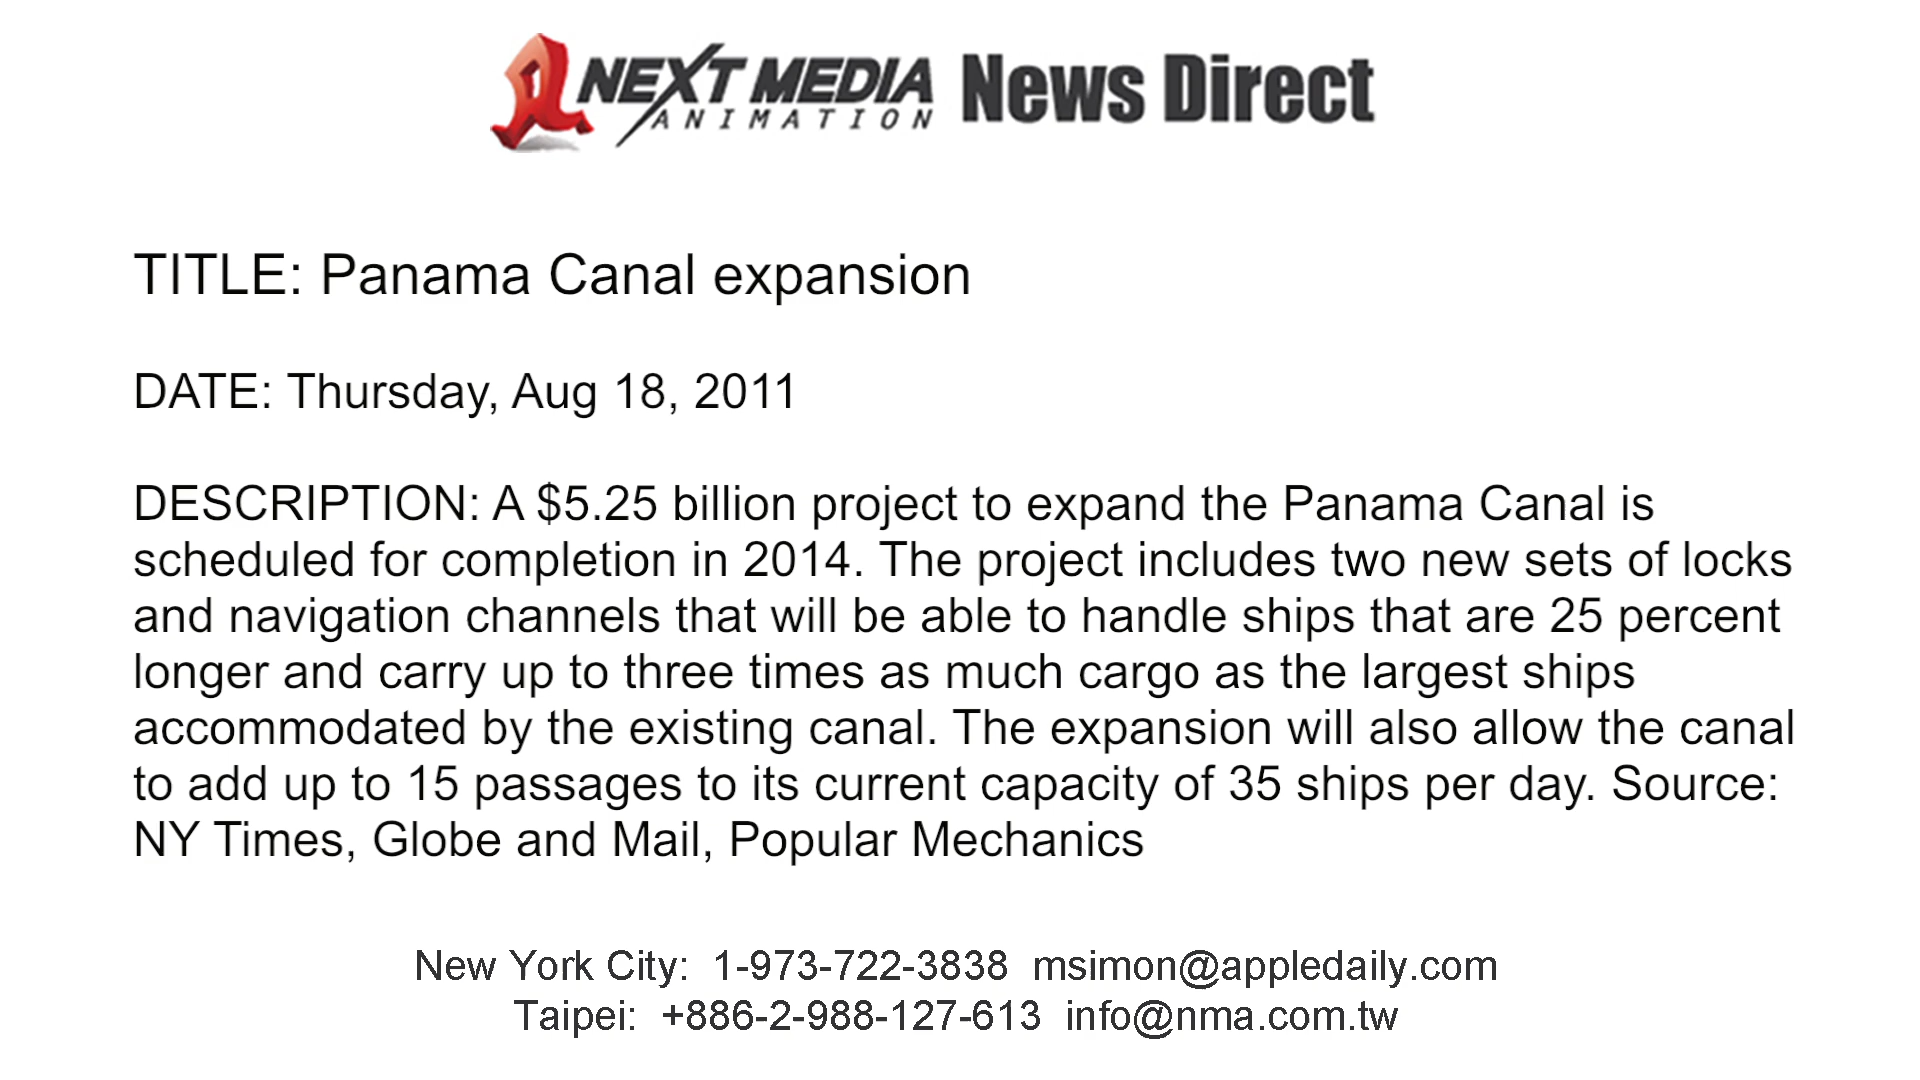 NEXT MEDIA ANIMATION News Direct
TITLE: Panama Canal expansion
DATE: Thursday, Aug 18, 2011
DESCRIPTION: A $5.25 billion project to expand the Panama Canal is
scheduled for completion in 2014. The project includes two new sets of locks
and navigation channels that will be able to handle ships that are 25 percent
longer and carry up to three times as much cargo as the largest ships
accommodated by the existing canal. The expansion will also allow the canal
to add up to 15 passages to its current capacity of 35 ships per day. Source:
NY Times, Globe and Mail, Popular Mechanics
New York City:  1-973-722-3838  msimon@appledaily.com
Taipei:  +886-2-988-127-613  info@nma.com.tw